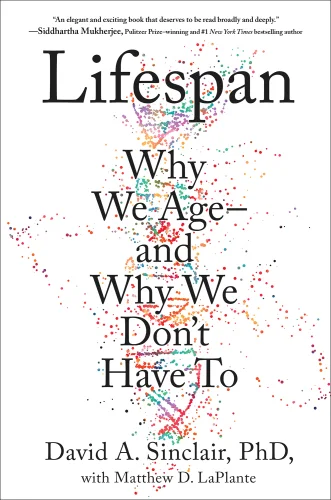 "An elegant and exciting book that deserves to be read broadly and deeply."
—Siddhartha Mukherjee, Pulitzer Prize–winning and #1 New York Times bestselling author
Lifespan
Why
We Age–
and
Why We
Don't
Have To
David A. Sinclair, PhD,
with Matthew D. LaPlante